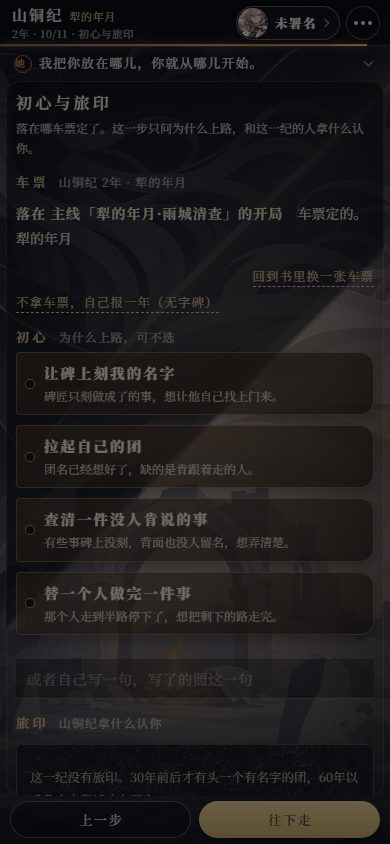 山铜纪 犁的年月
2年 · 10/11 · 初心与旅印
未署名
她 我把你放在哪儿，你就从哪儿开始。
初心与旅印
落在哪车票定了。这一步只问为什么上路，和这一纪的人拿什么认
你。
车票 山铜纪 2年 · 犁的年月
落在 主线「犁的年月·雨城清查」的开局 车票定的。
犁的年月
回到书里换一张车票
不拿车票，自己报一年（无字碑）
初心 为什么上路，可不选
让碑上刻我的名字
碑匠只刻做成了的事，想让他自己找上门来。
拉起自己的团
团名已经想好了，缺的是肯跟着走的人。
查清一件没人肯说的事
有些事碑上没刻，背面也没人留名，想弄清楚。
替一个人做完一件事
那个人走到半路停下了，想把剩下的路走完。
或者自己写一句，写了的照这一句
旅印 山铜纪拿什么认你
这一纪没有旅印。30年前后才有头一个有名字的团，60年以
上一步
往下走